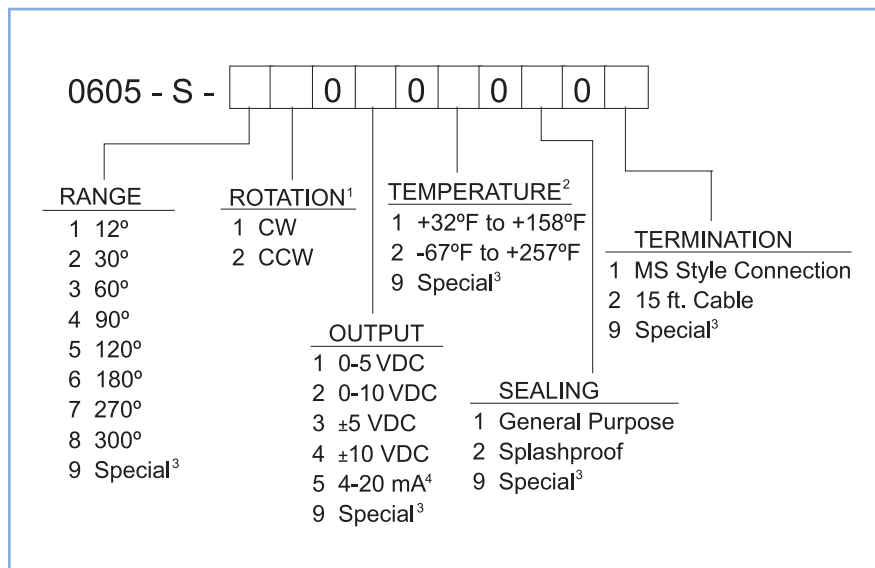 0605 - S - 0 0 0 0
RANGE
1 12º
2 30º
3 60º
4 90º
5 120º
6 180º
7 270º
8 300º
9 Special³
ROTATION¹
1 CW
2 CCW
OUTPUT
1 0-5 VDC
2 0-10 VDC
3 ±5 VDC
4 ±10 VDC
5 4-20 mA⁴
9 Special³
TEMPERATURE²
1 +32ºF to +158ºF
2 -67ºF to +257ºF
9 Special³
SEALING
1 General Purpose
2 Splashproof
9 Special³
TERMINATION
1 MS Style Connection
2 15 ft. Cable
9 Special³